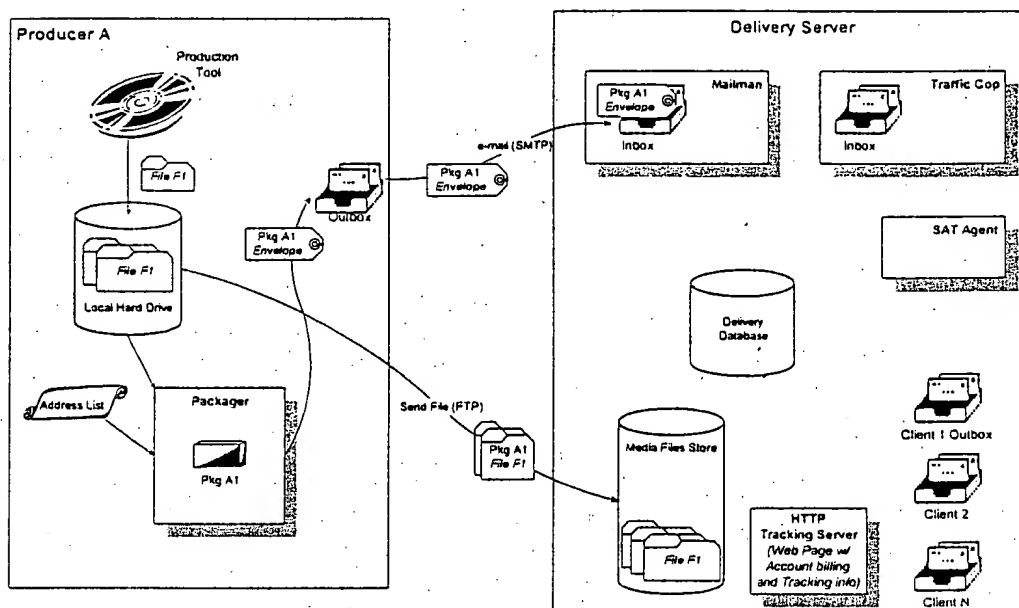 Producer A
Production
Tool
File F1
File F1
Local Hard Drive
Address List
Packager
Pkg A1
Pkg A1
Envelope
Outbox
e-mail (SMTP)
Pkg A1
Envelope
Send File (FTP)
Pkg A1
File F1
Delivery Server
Mailman
Pkg A1
Envelope
Inbox
Traffic Cop
Inbox
SAT Agent
Delivery
Database
Media Files Store
File F1
HTTP
Tracking Server
(Web Page w/
Account billing
and Tracking info)
Client 1 Outbox
Client 2
Client N